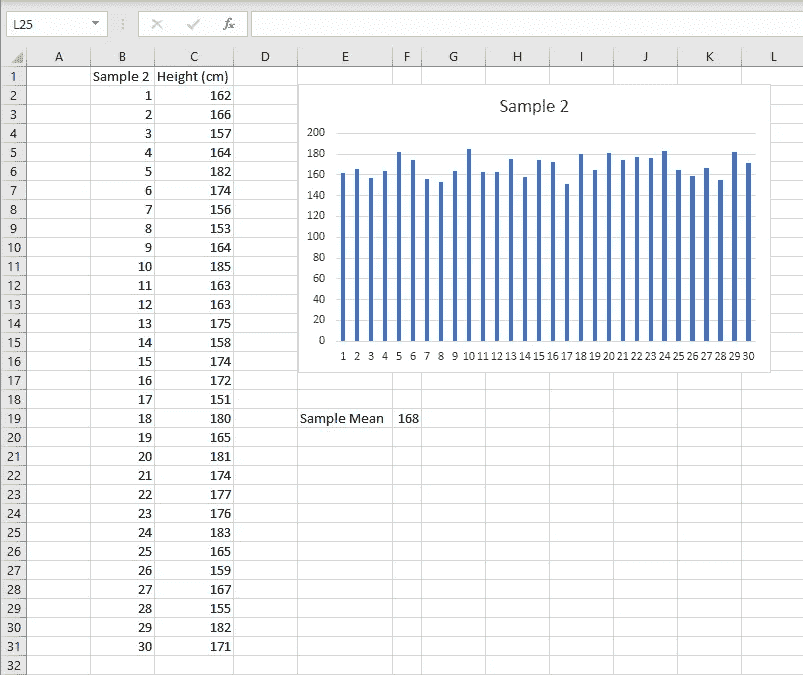 L25 fx
A B C D E F G H I J K L
1 Sample 2 Height (cm)
2 1 162
3 2 166
4 3 157
5 4 164
6 5 182
7 6 174
8 7 156
9 8 153
10 9 164
11 10 185
12 11 163
13 12 163
14 13 175
15 14 158
16 15 174
17 16 172
18 17 151
19 18 180 Sample Mean 168
20 19 165
21 20 181
22 21 174
23 22 177
24 23 176
25 24 183
26 25 165
27 26 159
28 27 167
29 28 155
30 29 182
31 30 171
32
Sample 2
200
180
160
140
120
100
80
60
40
20
0
1 2 3 4 5 6 7 8 9 10 11 12 13 14 15 16 17 18 19 20 21 22 23 24 25 26 27 28 29 30